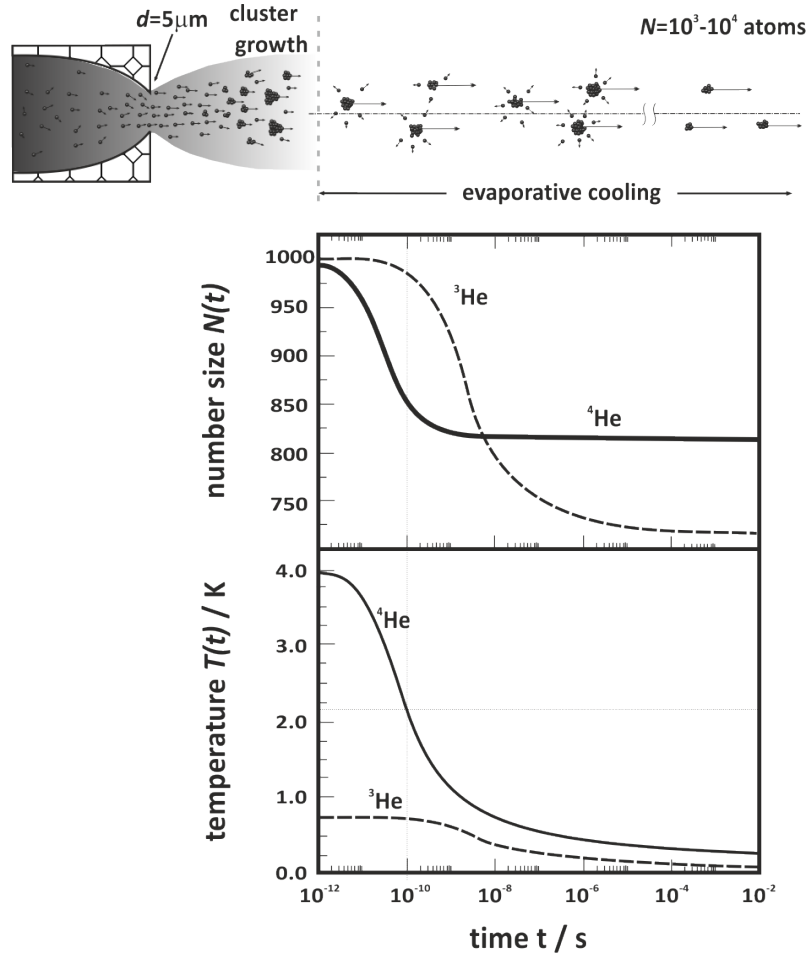 d=5μm
cluster
growth
N=10³-10⁴ atoms
evaporative cooling
number size N(t)
1000
950
900
850
800
750
³He
⁴He
temperature T(t) / K
4.0
3.0
2.0
1.0
0.0
⁴He
³He
10⁻¹²
10⁻¹⁰
10⁻⁸
10⁻⁶
10⁻⁴
10⁻²
time t / s